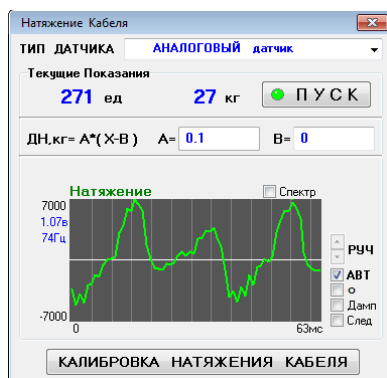 Натяжение Кабеля
ТИП ДАТЧИКА АНАЛОГОВЫЙ датчик
Текущие Показания
271 ед 27 кг ПУСК
ДН,кг= А*(Х-В) А= 0.1 В= 0
Натяжение Спектр
7000
1.07в
74Гц
РУЧ
АВТ
о
Дамп
След
-7000
0 63мс
КАЛИБРОВКА НАТЯЖЕНИЯ КАБЕЛЯ